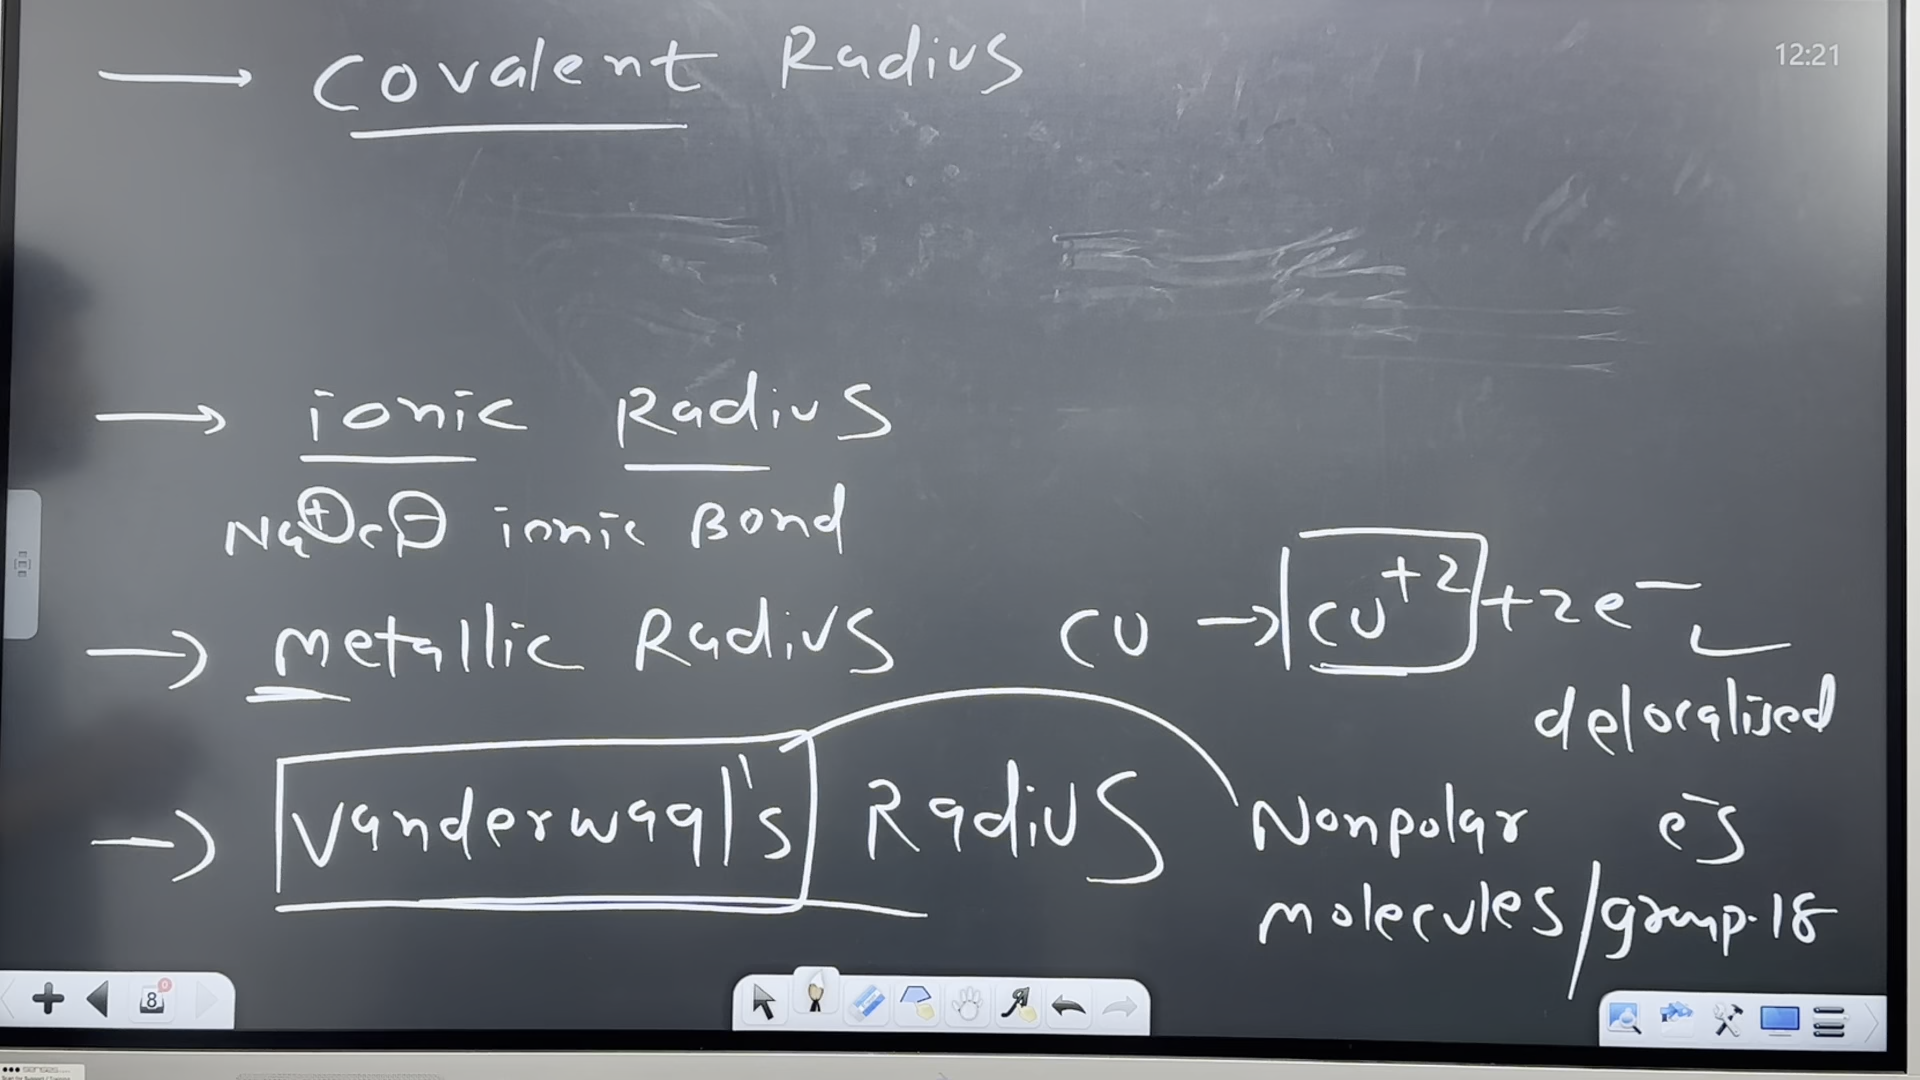 12:21
→ Covalent Radius
→ ionic Radius
Na⊕Cl⊖ ionic Bond
→ metallic Radius
Cu → Cu+2 + 2e-
delocalised
e-s
→ Vanderwaal's Radius
Nonpolar
molecules/group.18
8
0